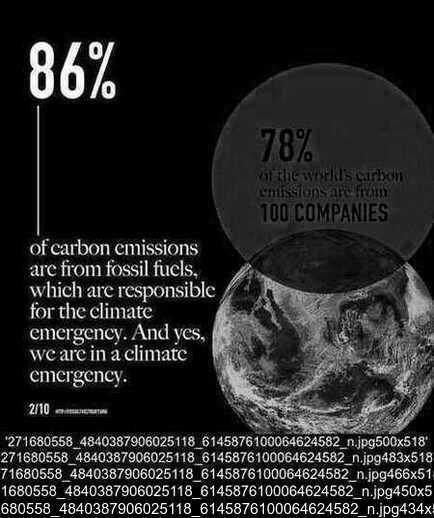 86%
78%
of the world's carbon
emissions are from
100 COMPANIES
of carbon emissions
are from fossil fuels,
which are responsible
for the climate
emergency. And yes,
we are in a climate
emergency.
2/10
'271680558_4840387906025118_6145876100064624582_n.jpg500x518'
271680558_4840387906025118_6145876100064624582_n.jpg483x518
71680558_4840387906025118_6145876100064624582_n.jpg466x51
1680558_4840387906025118_6145876100064624582_n.jpg450x5
680558_4840387906025118_6145876100064624582_n.jpg434x5